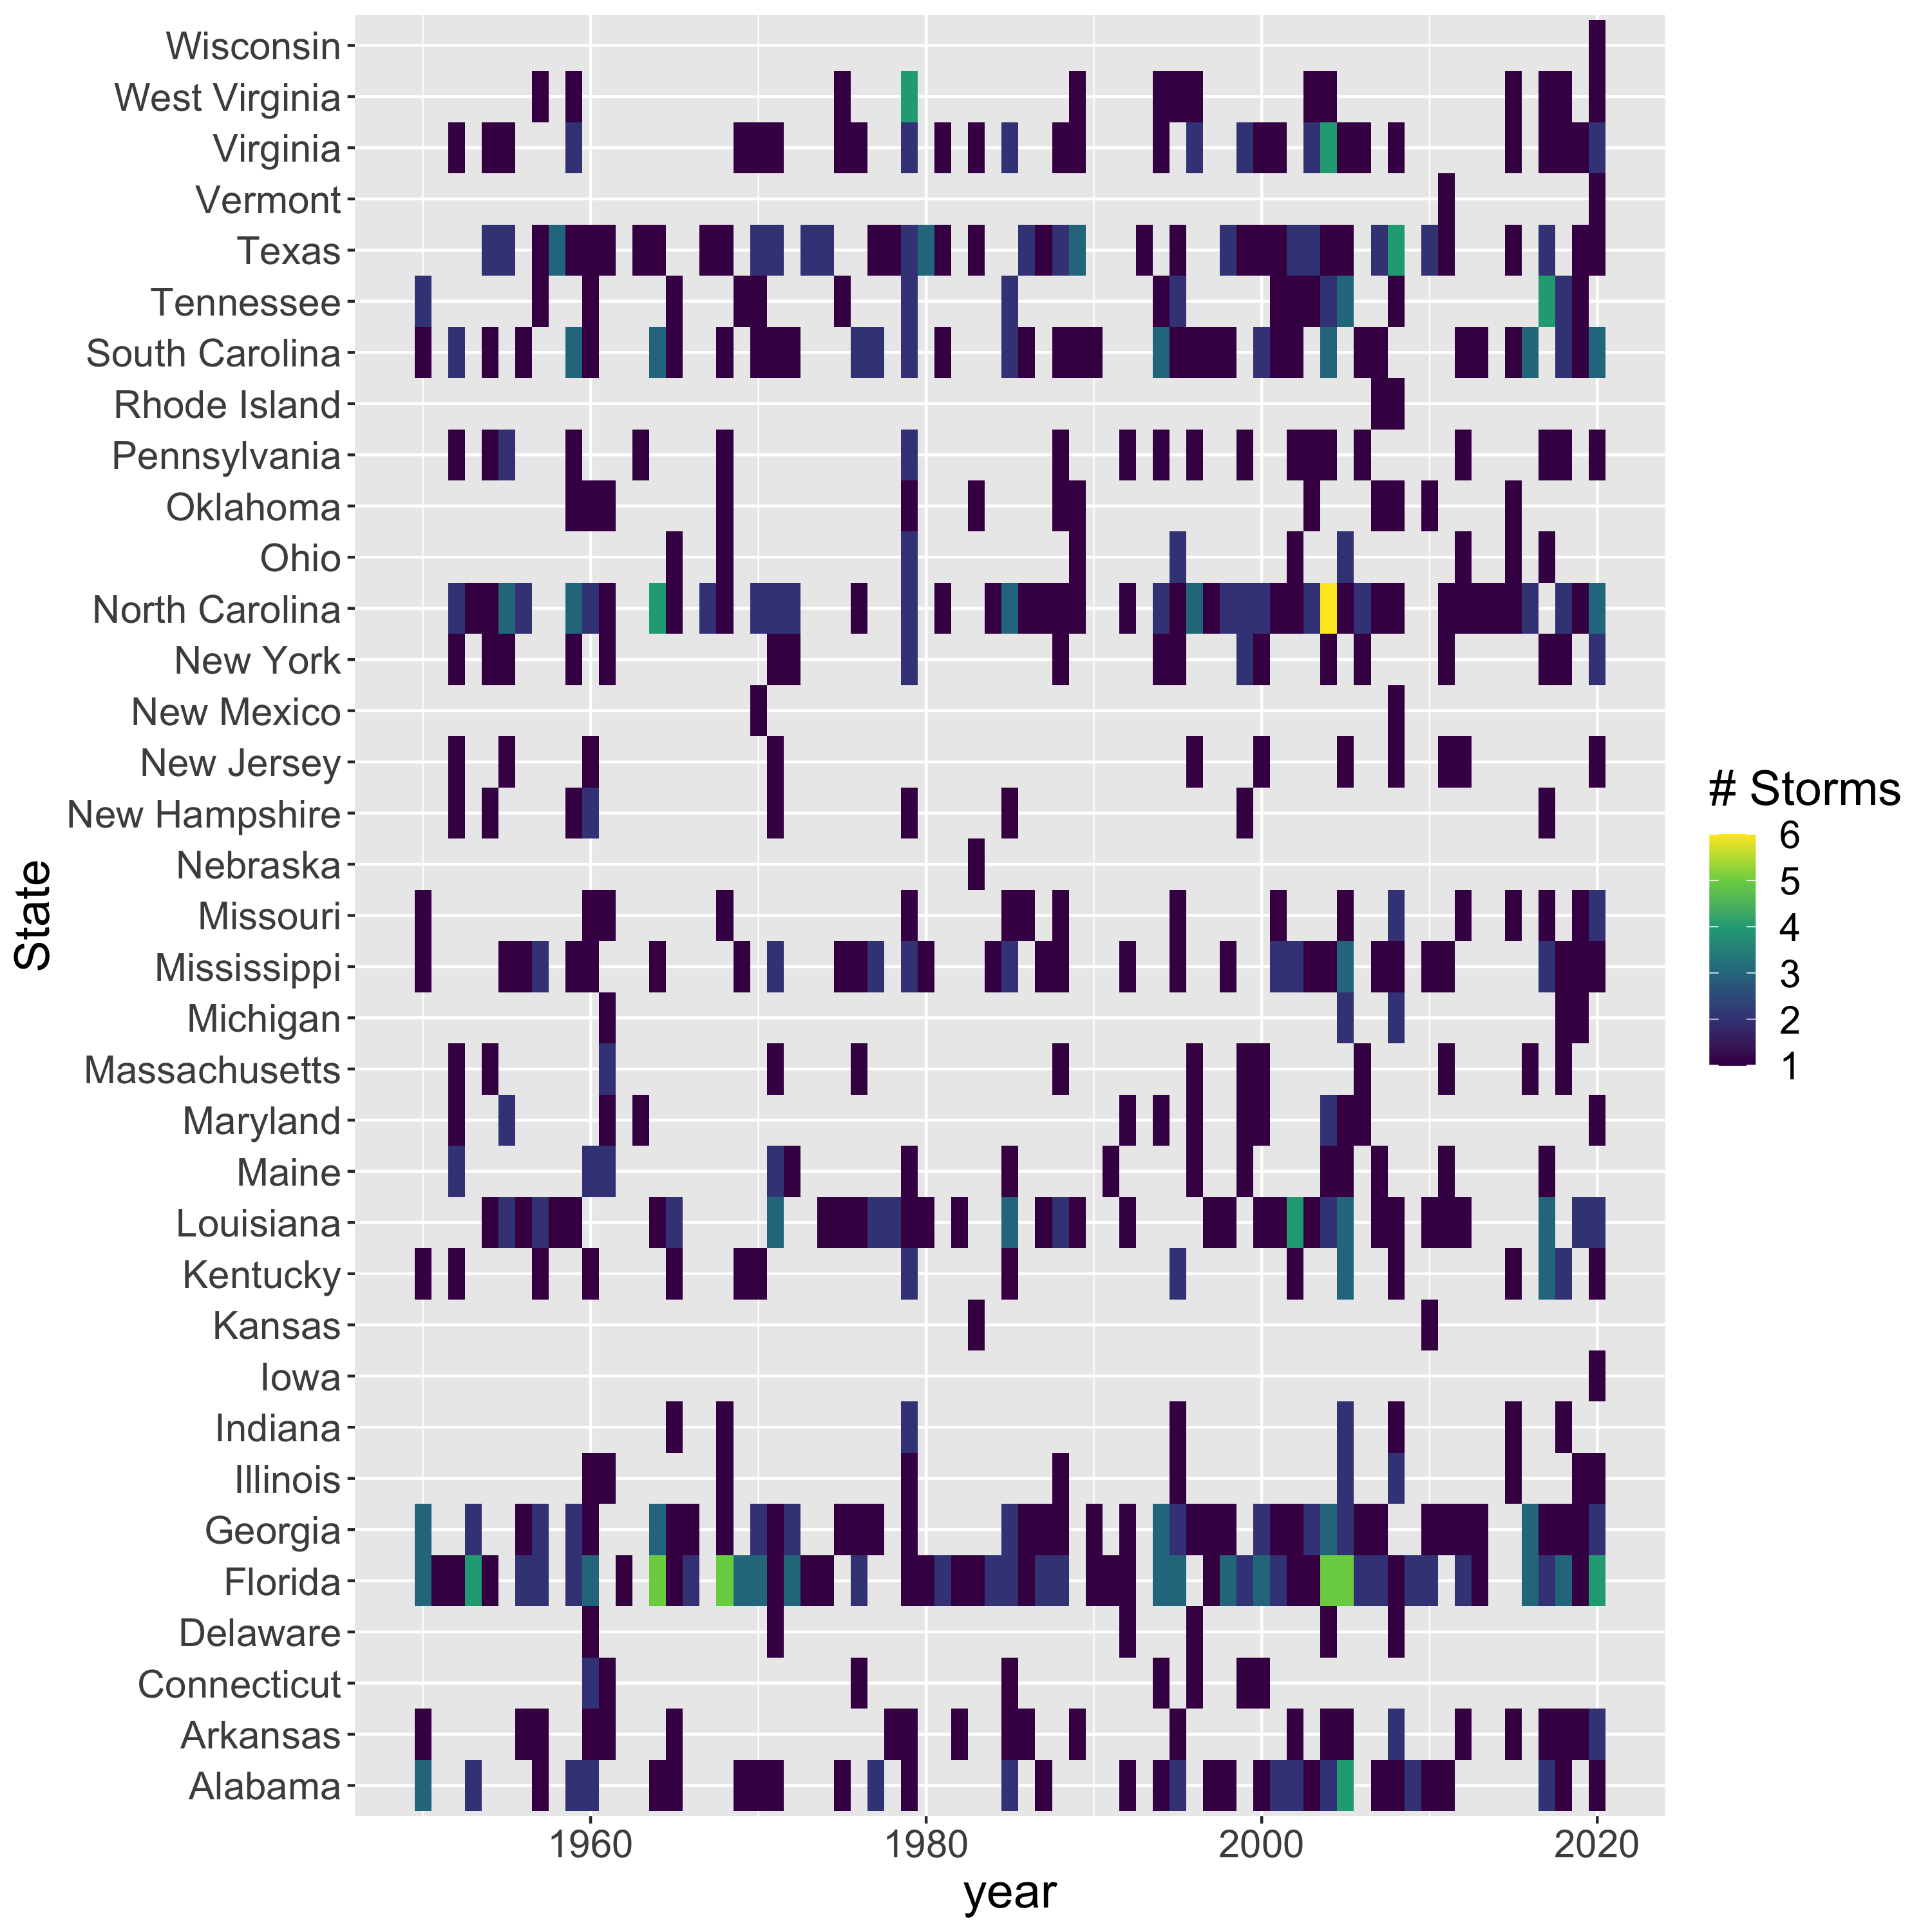 Wisconsin
West Virginia
Virginia
Vermont
Texas
Tennessee
South Carolina
Rhode Island
Pennsylvania
Oklahoma
Ohio
North Carolina
New York
New Mexico
New Jersey
New Hampshire
Nebraska
Missouri
Mississippi
Michigan
Massachusetts
Maryland
Maine
Louisiana
Kentucky
Kansas
Iowa
Indiana
Illinois
Georgia
Florida
Delaware
Connecticut
Arkansas
Alabama
State
1960 1980 2000 2020
year
# Storms
6
5
4
3
2
1